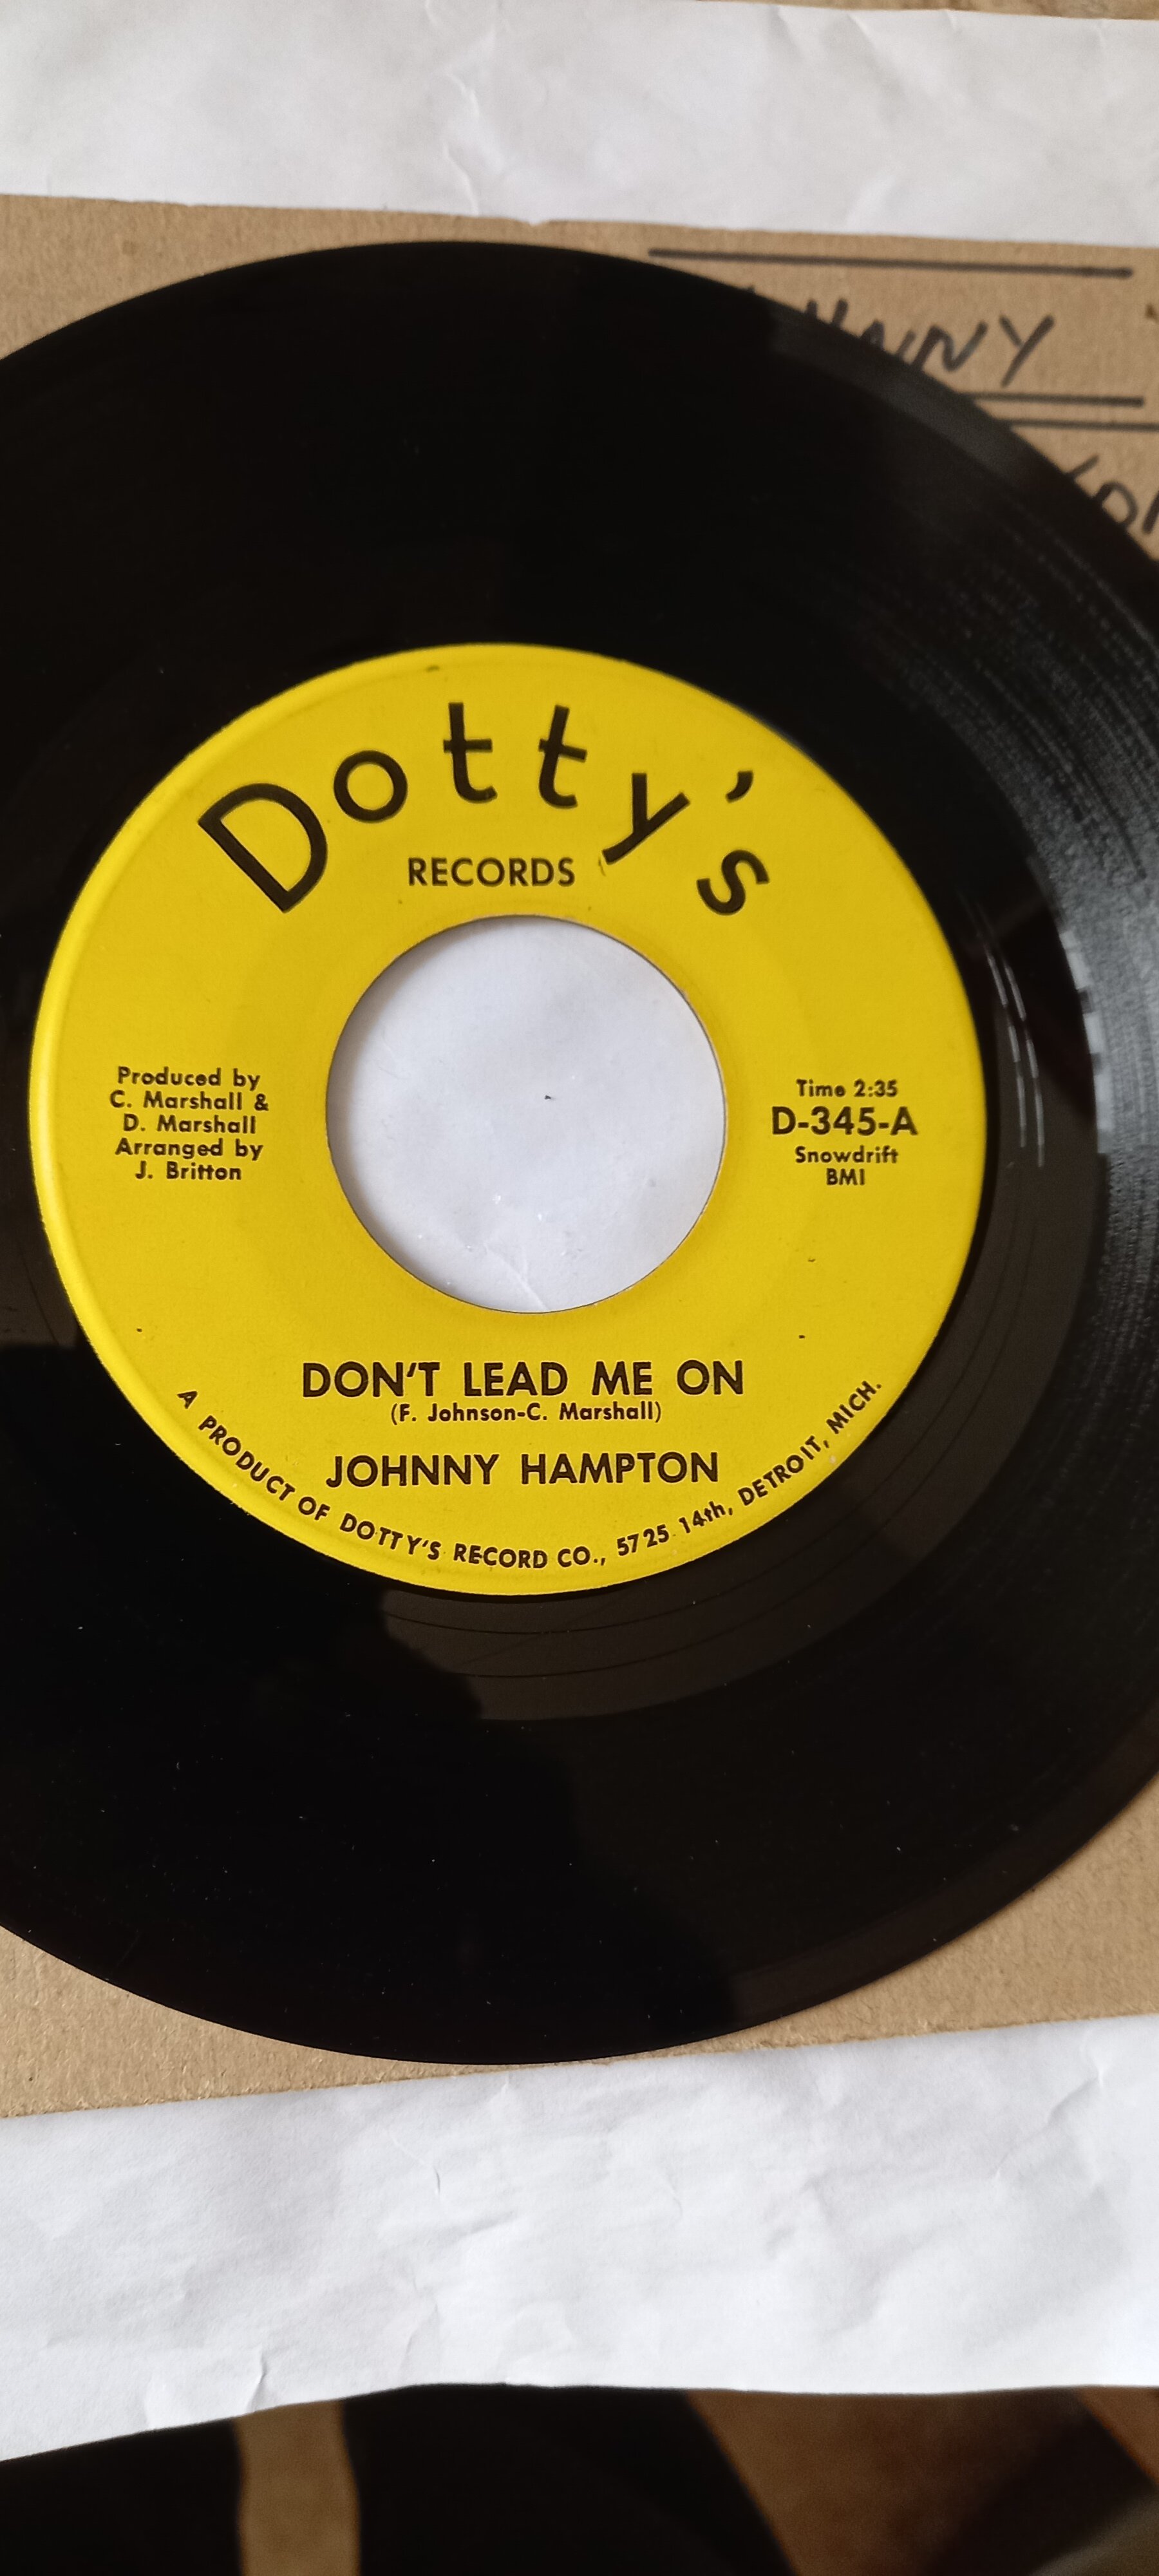 Dotty's
RECORDS
Produced by
C. Marshall &
D. Marshall
Arranged by
J. Britton
Time 2:35
D-345-A
Snowdrift
BMI
DON'T LEAD ME ON
(F. Johnson-C. Marshall)
JOHNNY HAMPTON
A PRODUCT OF DOTTY'S RECORD CO., 5725 14th, DETROIT, MICH.